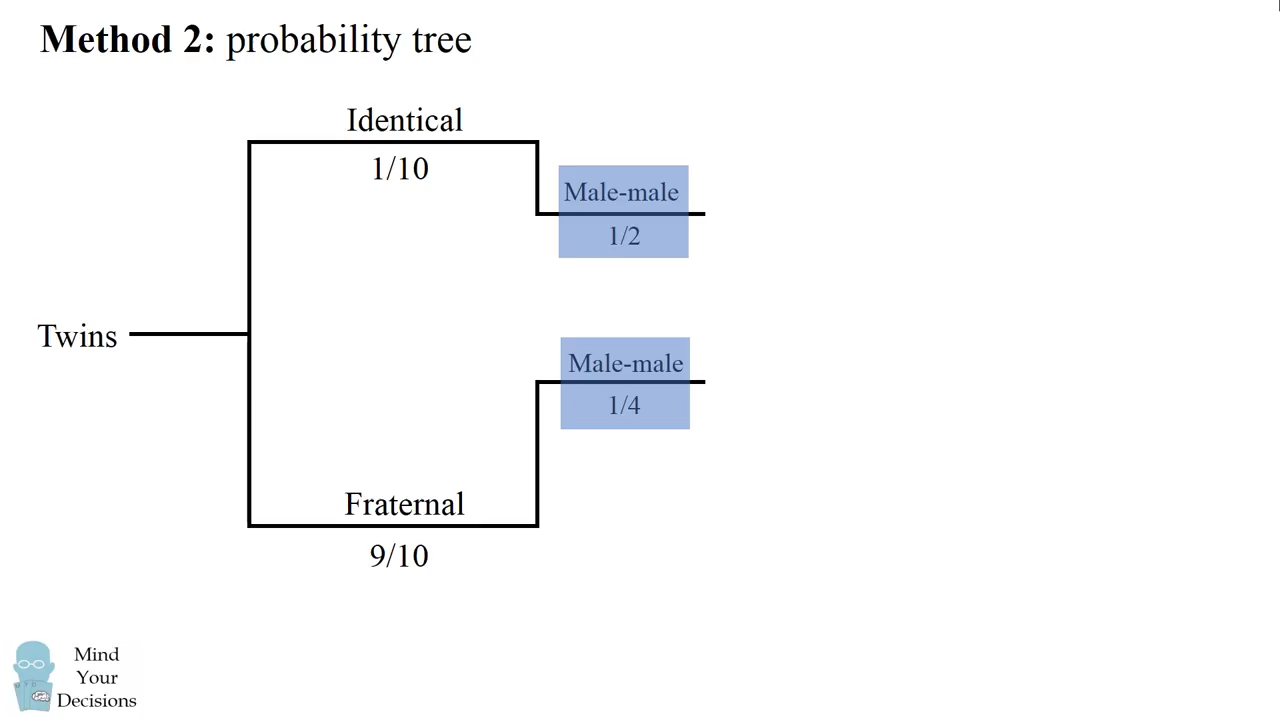 Method 2: probability tree
Identical
1/10
Male-male
1/2
Twins
Male-male
1/4
Fraternal
9/10
Mind
Your
Decisions